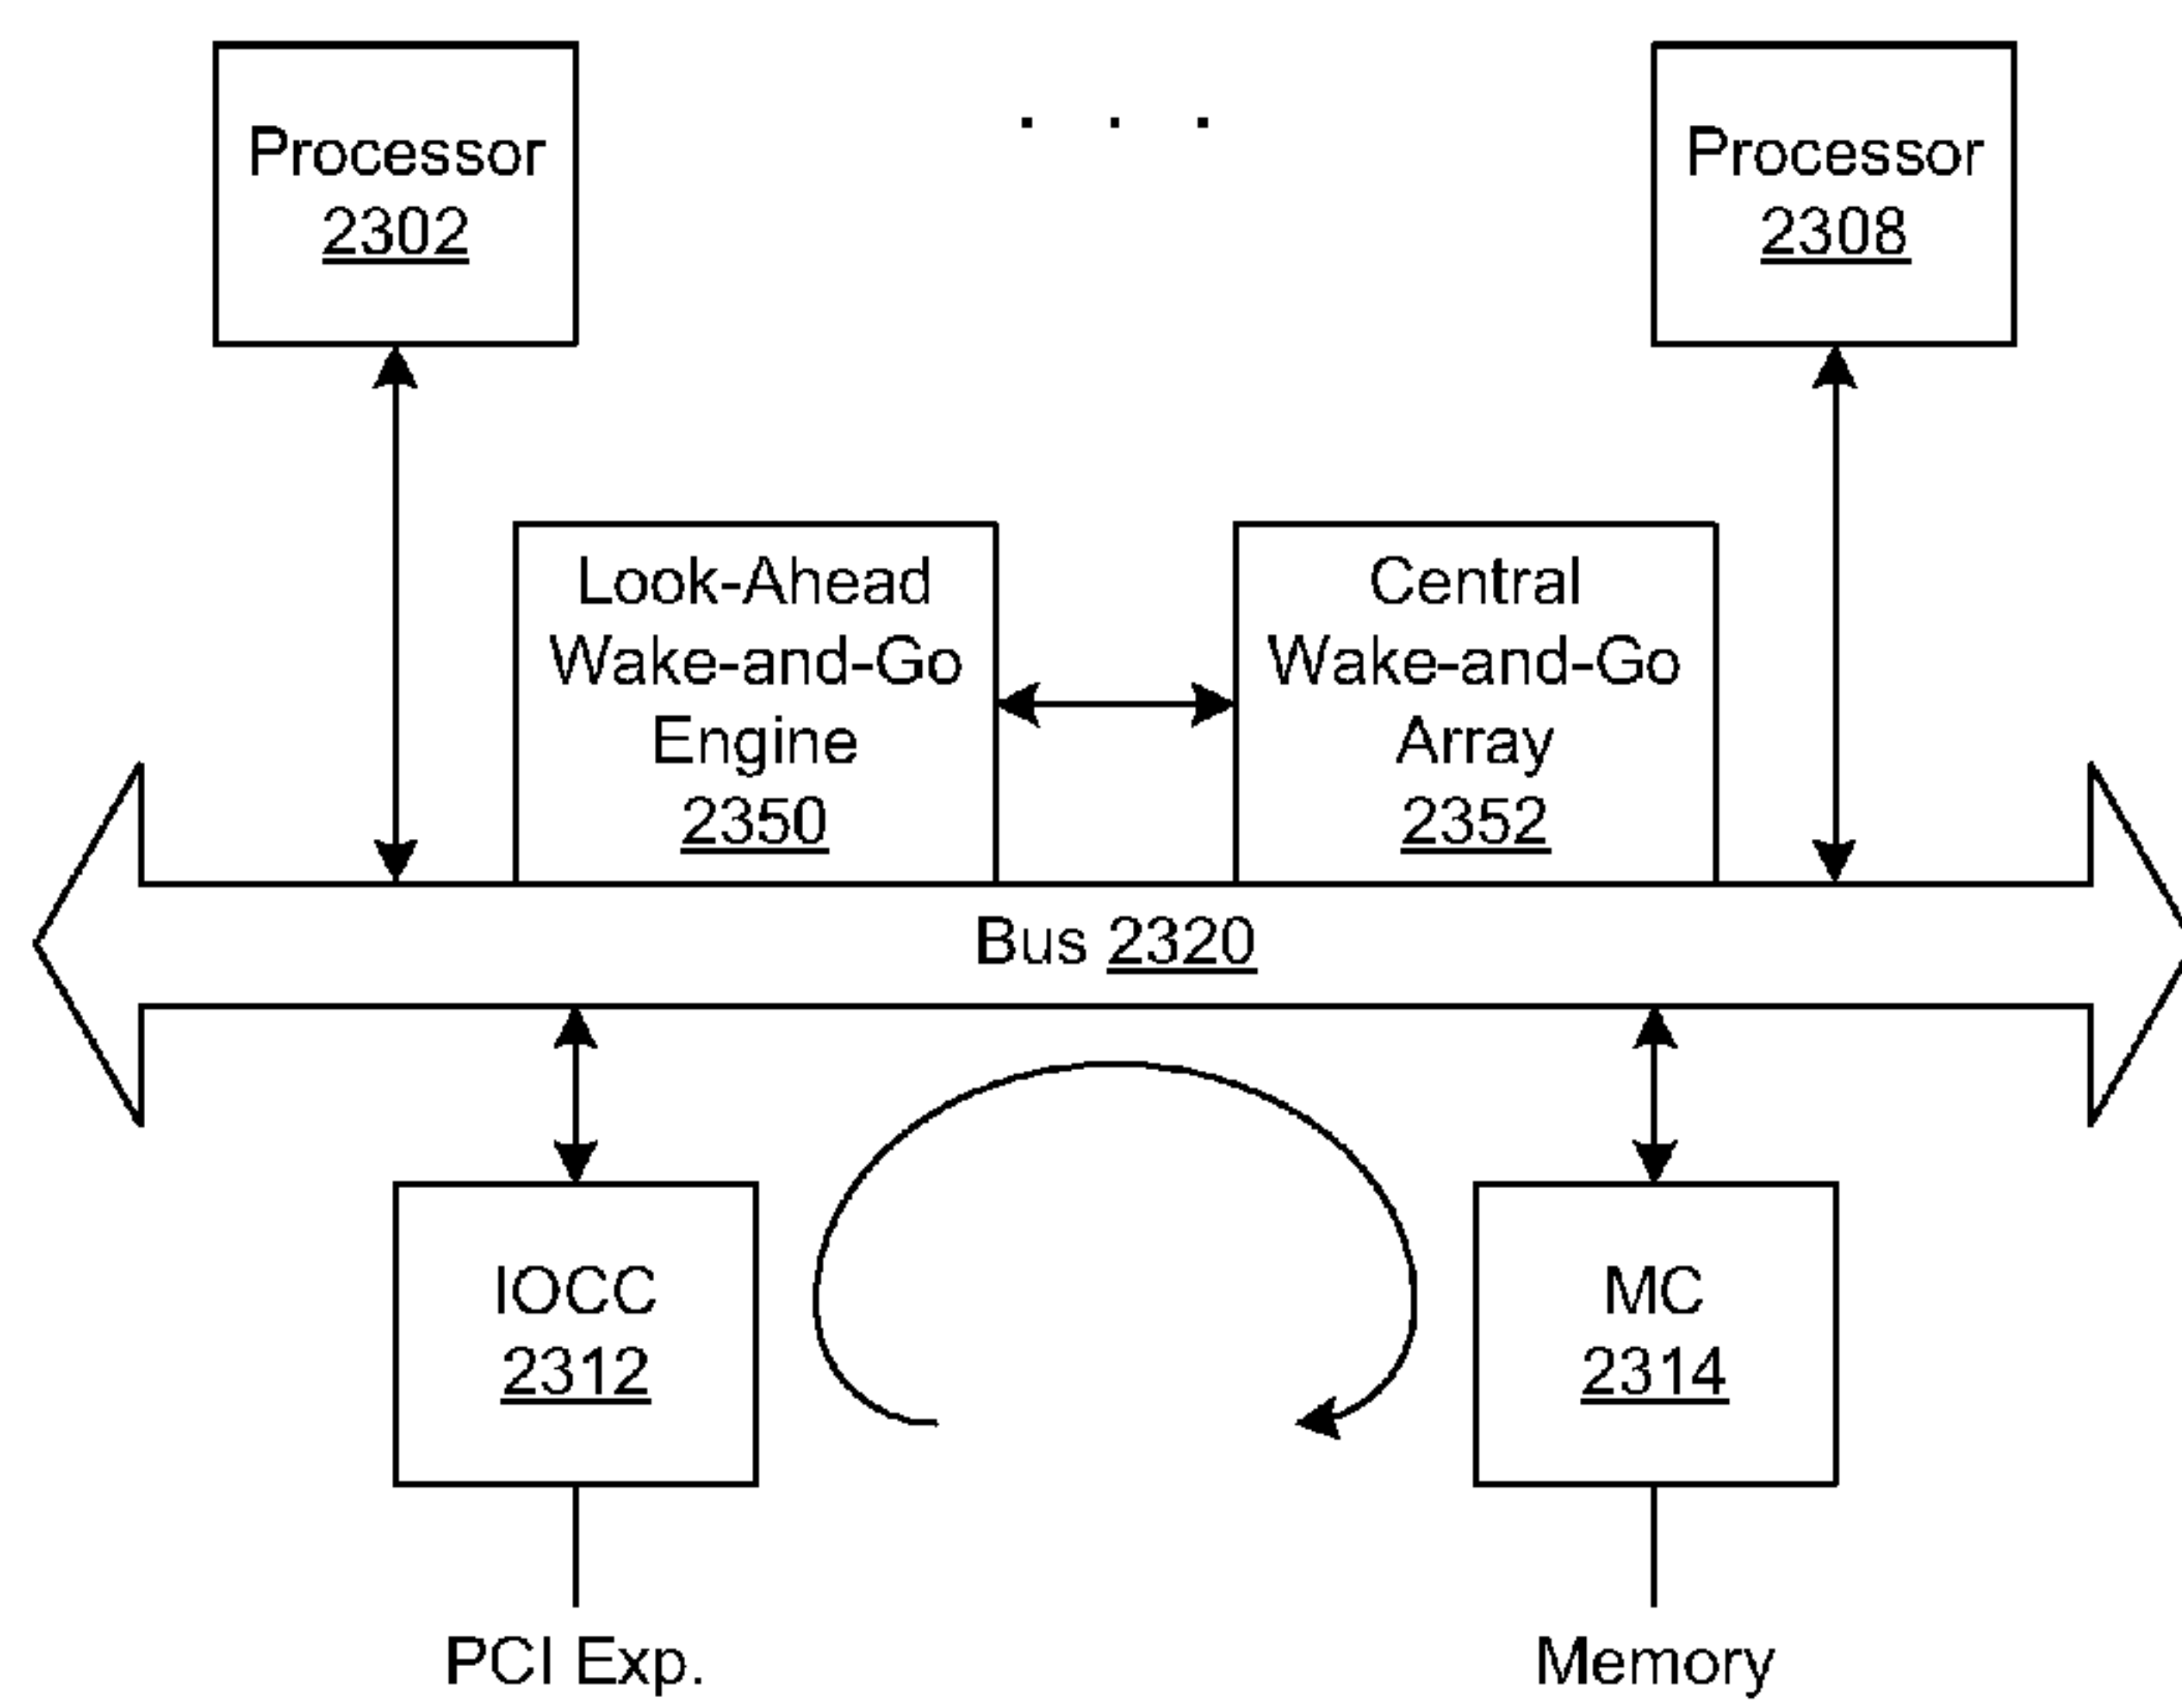 Processor
2302
. . .
Processor
2308
Look-Ahead
Wake-and-Go
Engine
2350
Central
Wake-and-Go
Array
2352
Bus 2320
IOCC
2312
MC
2314
PCI Exp.
Memory